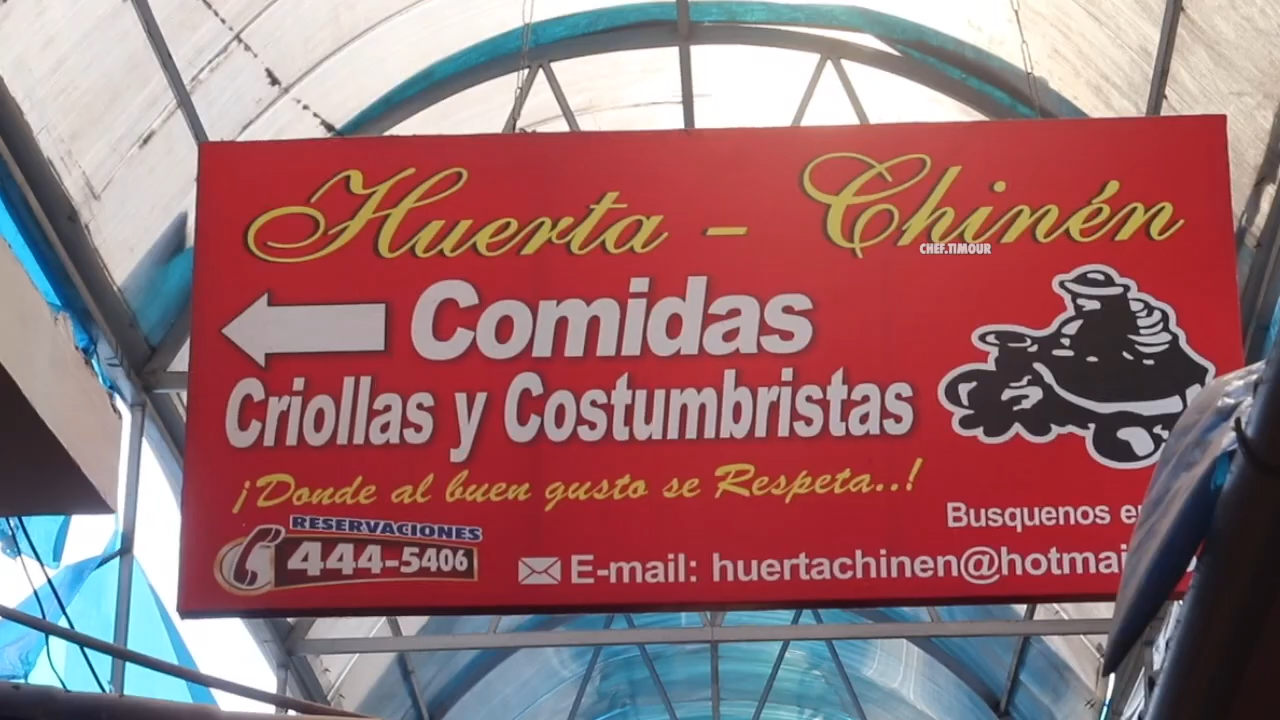 Huerta - Chinén
CHEF.TIMOUR
Comidas
Criollas y Costumbristas
¡Donde al buen gusto se Respeta..!
RESERVACIONES
444-5406
Busquenos
E-mail: huertachinen@hotmai